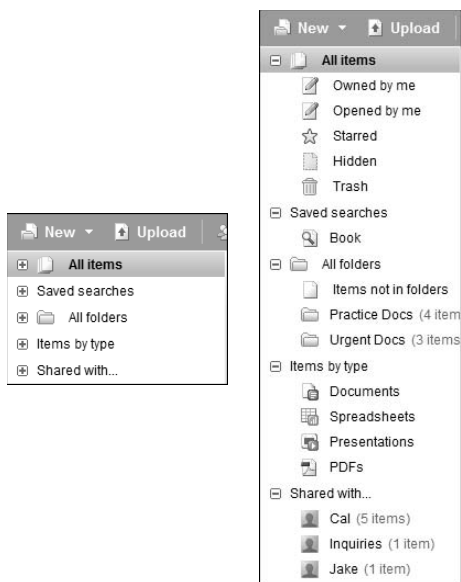 New Upload
All items
Saved searches
All folders
Items by type
Shared with...
New Upload
All items
Owned by me
Opened by me
Starred
Hidden
Trash
Saved searches
Book
All folders
Items not in folders
Practice Docs (4 item
Urgent Docs (3 items
Items by type
Documents
Spreadsheets
Presentations
PDFs
Shared with...
Cal (5 items)
Inquiries (1 item)
Jake (1 item)